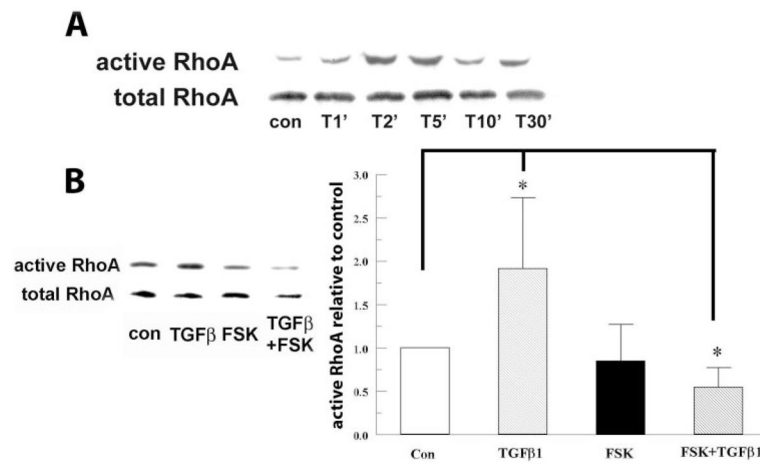 A
active RhoA
total RhoA
con T1' T2' T5' T10' T30'
B
active RhoA
total RhoA
con TGFβ FSK TGFβ
+FSK
active RhoA relative to control
3.0
2.5
2.0
1.5
1.0
0.5
0.0
*
*
Con TGFβ1 FSK FSK+TGFβ1